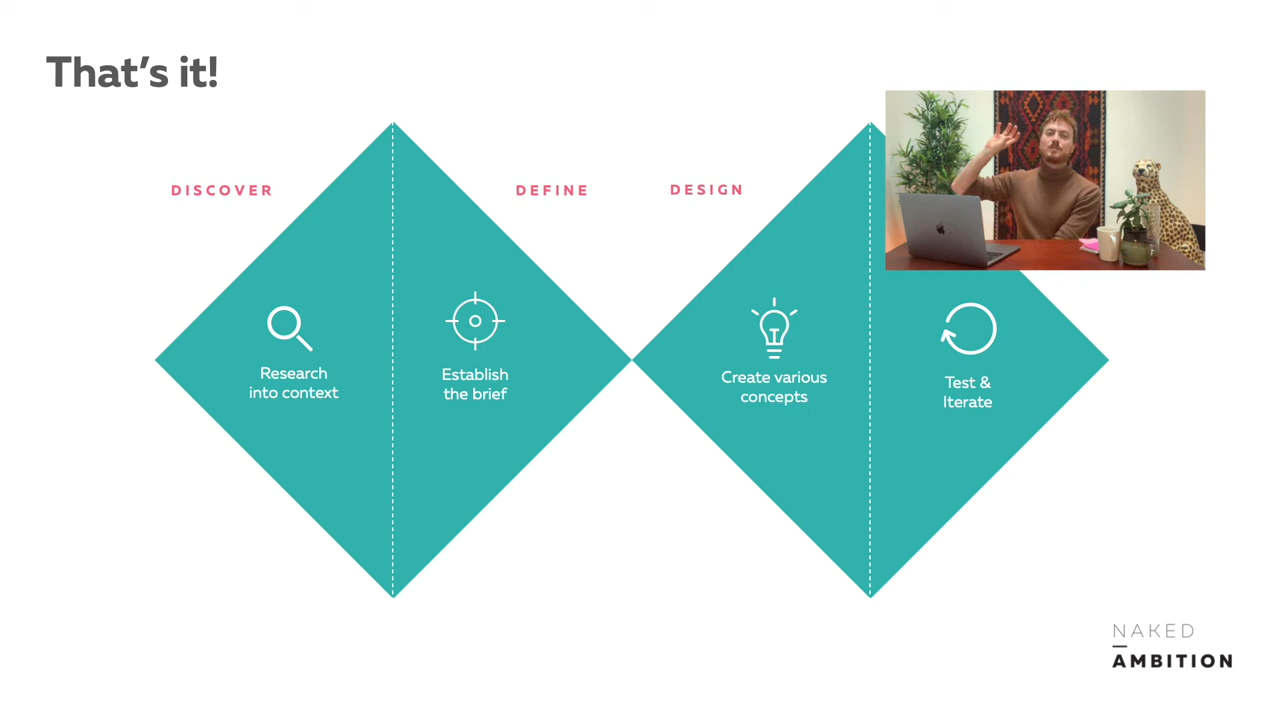 That's it!
DISCOVER
DEFINE
DESIGN
Research
into context
Establish
the brief
Create various
concepts
Test &
Iterate
NAKED
AMBITION